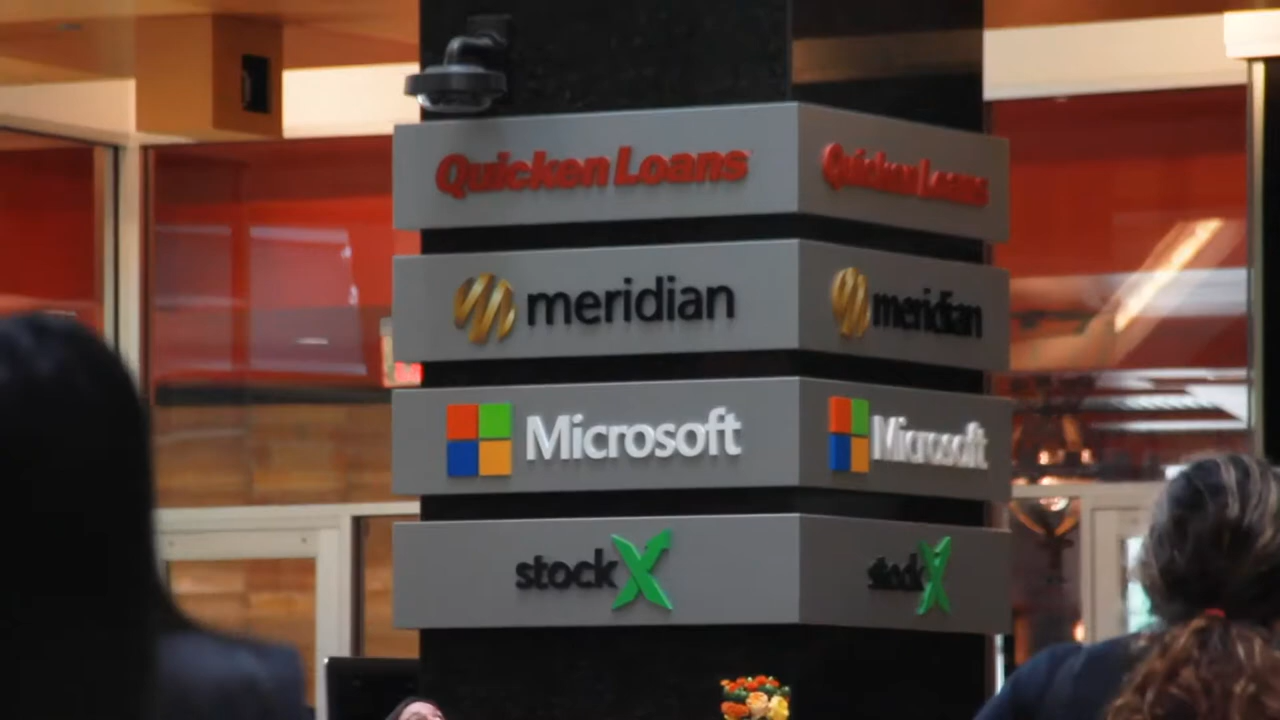 Quicken Loans
Quicken Loans
meridian
meridian
Microsoft
Microsoft
stockX
stockX